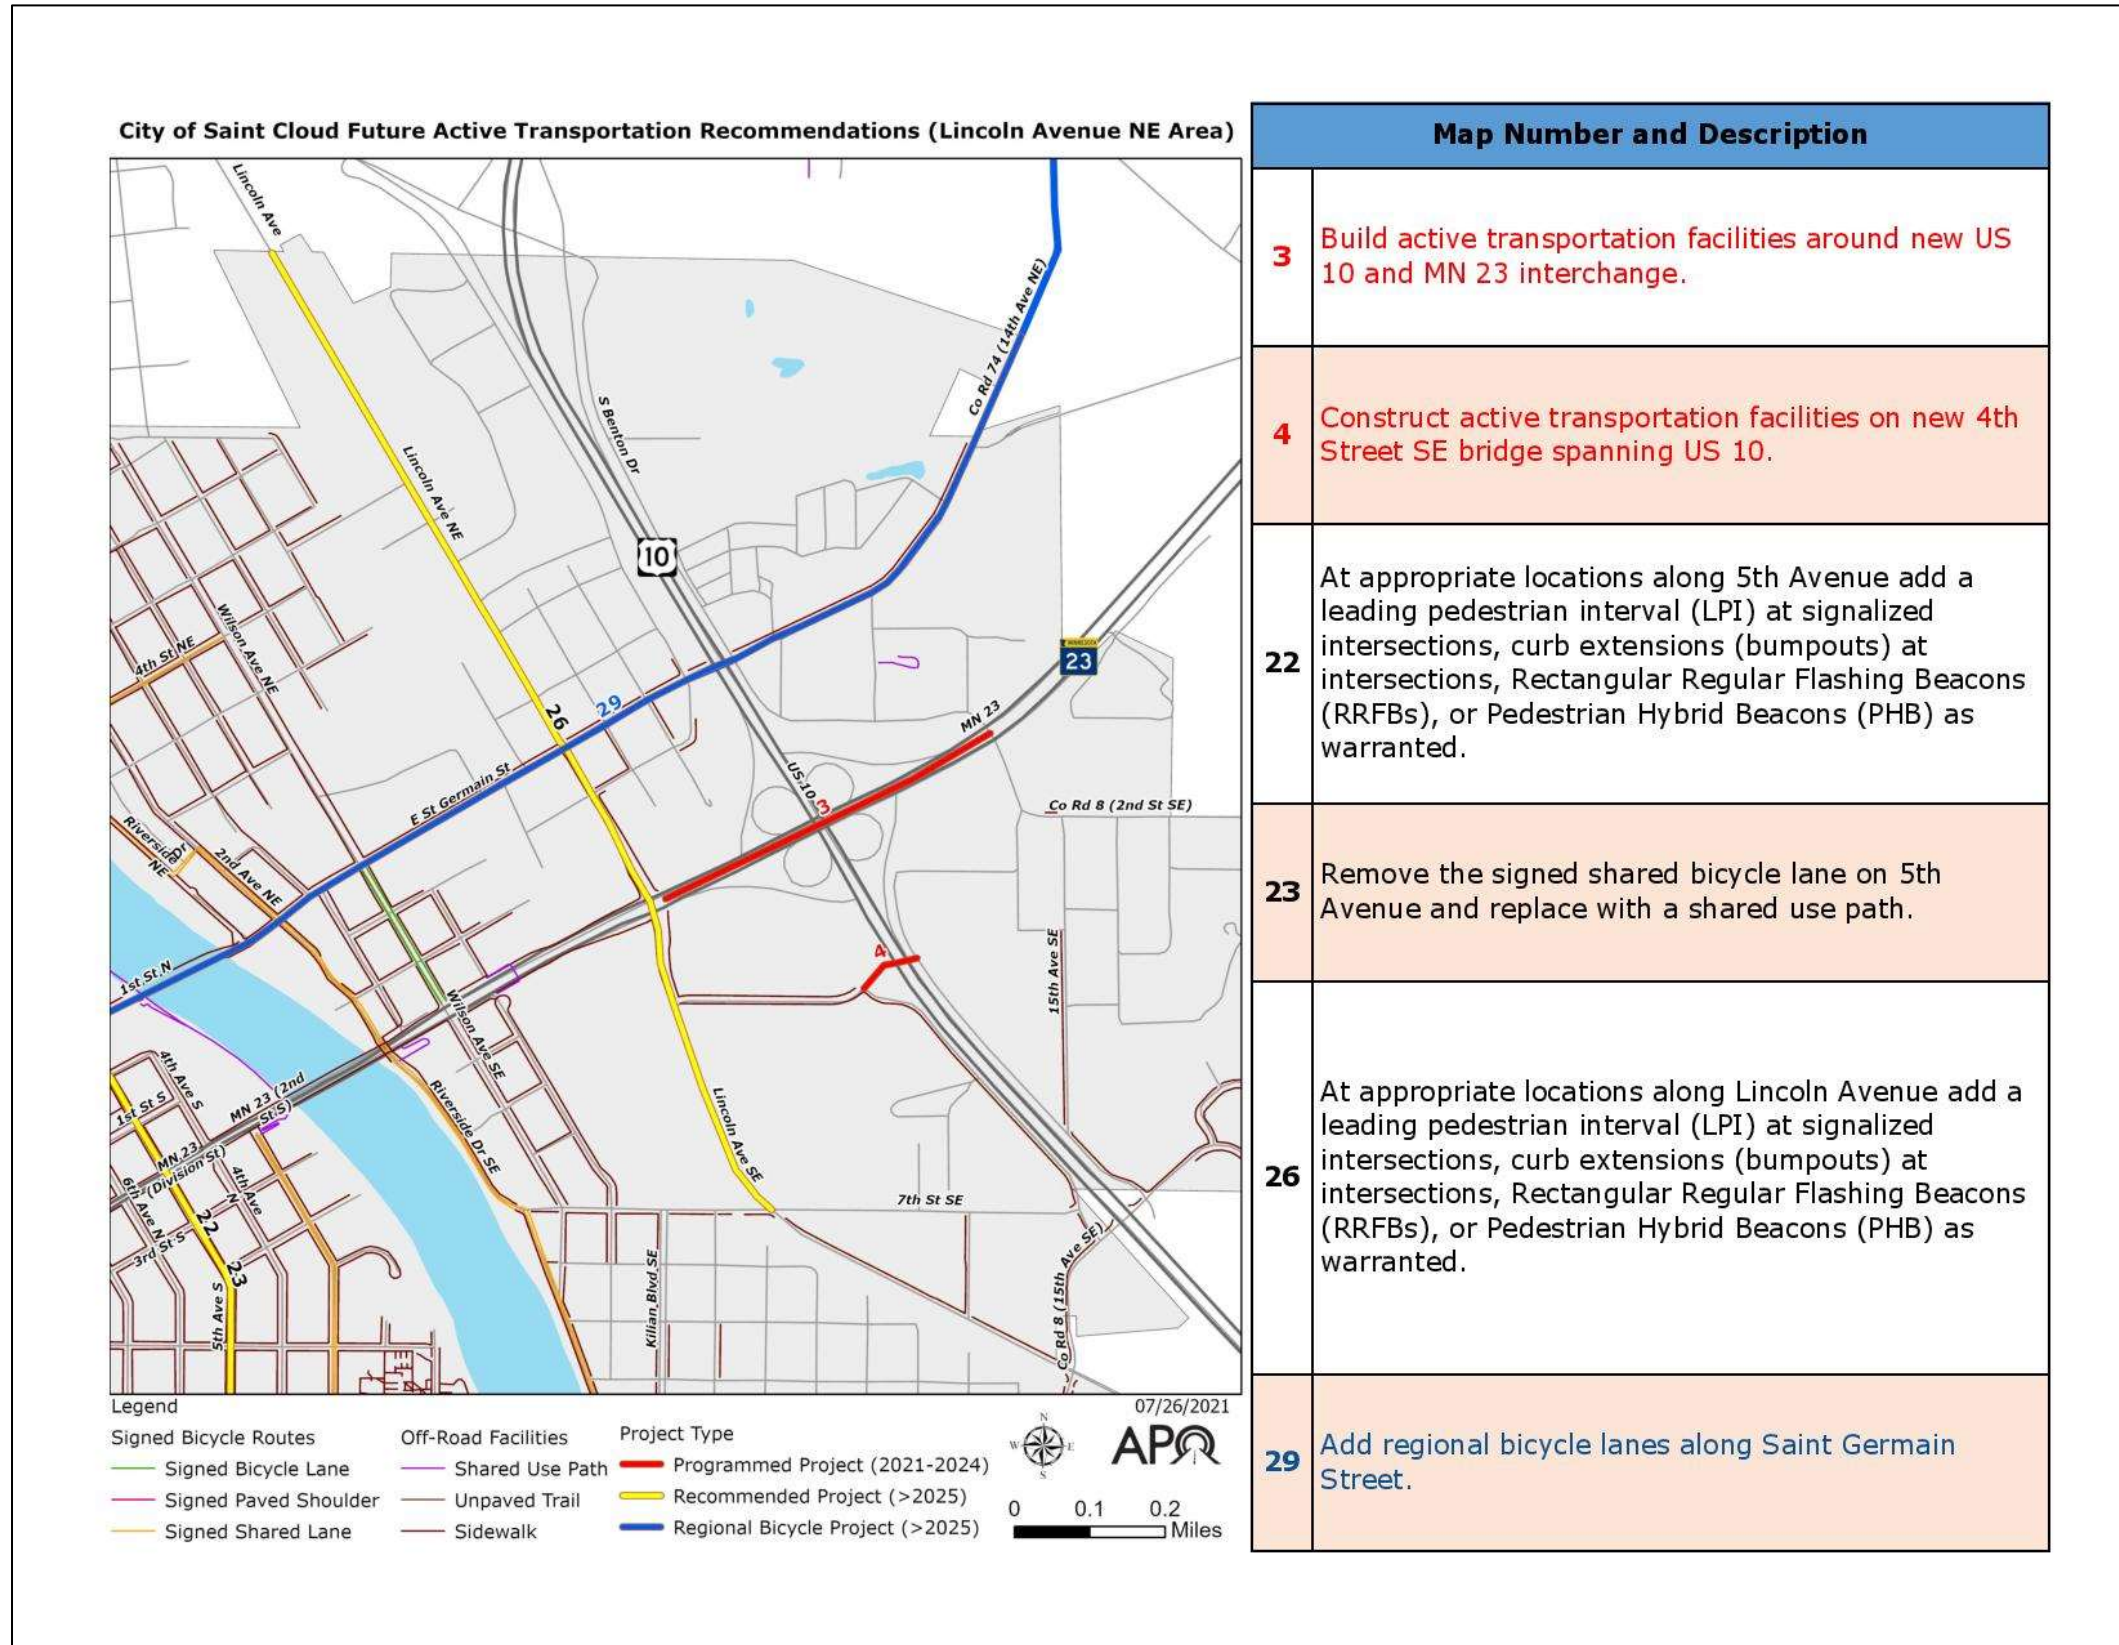 City of Saint Cloud Future Active Transportation Recommendations (Lincoln Avenue NE Area)
Lincoln Ave
Co Rd 74 (14th Ave NE)
S Benton Dr
Lincoln Ave NE
10
Wilson Ave NE
4th St NE
23
26
29
MN 23
US 10
3
E St Germain St
Co Rd 8 (2nd St SE)
Riverside Dr
NE
2nd Ave NE
15th Ave SE
4
1st St N
Wilson Ave SE
4th Ave S
1st St S
MN 23 (2nd
St S)
Riverside Dr SE
Lincoln Ave SE
MN 23
(Division St)
4th Ave
N
6th
Ave N
22
3rd St S
23
7th St SE
5th Ave S
Kilian Blvd SE
Co Rd 8 (15th Ave SE)
Legend
07/26/2021
Signed Bicycle Routes
Signed Bicycle Lane
Signed Paved Shoulder
Signed Shared Lane
Off-Road Facilities
Shared Use Path
Unpaved Trail
Sidewalk
Project Type
Programmed Project (2021-2024)
Recommended Project (>2025)
Regional Bicycle Project (>2025)
N
W
E
S
APO
0 0.1 0.2
Miles
Map Number and Description
3
Build active transportation facilities around new US
10 and MN 23 interchange.
4
Construct active transportation facilities on new 4th
Street SE bridge spanning US 10.
22
At appropriate locations along 5th Avenue add a
leading pedestrian interval (LPI) at signalized
intersections, curb extensions (bumpouts) at
intersections, Rectangular Regular Flashing Beacons
(RRFBs), or Pedestrian Hybrid Beacons (PHB) as
warranted.
23
Remove the signed shared bicycle lane on 5th
Avenue and replace with a shared use path.
26
At appropriate locations along Lincoln Avenue add a
leading pedestrian interval (LPI) at signalized
intersections, curb extensions (bumpouts) at
intersections, Rectangular Regular Flashing Beacons
(RRFBs), or Pedestrian Hybrid Beacons (PHB) as
warranted.
29
Add regional bicycle lanes along Saint Germain
Street.